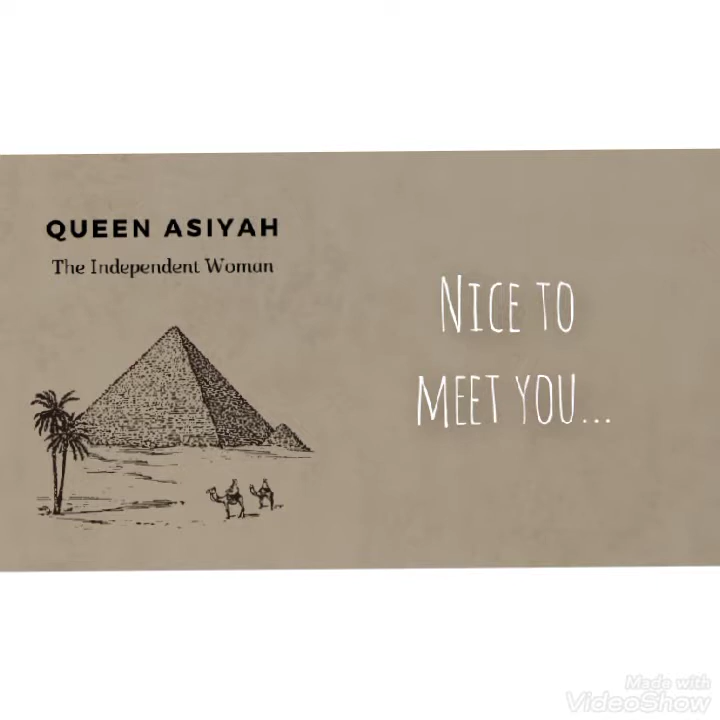 QUEEN ASIYAH
The Independent Woman
NICE TO
MEET YOU...
Made with
VideoShow